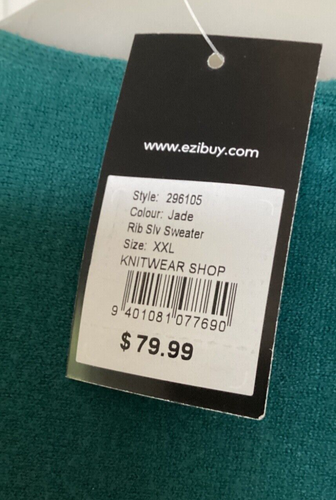 www.ezibuy.com
Style: 296105
Colour: Jade
Rib Slv Sweater
Size: XXL
KNITWEAR SHOP
9 401081 077690
$79.99